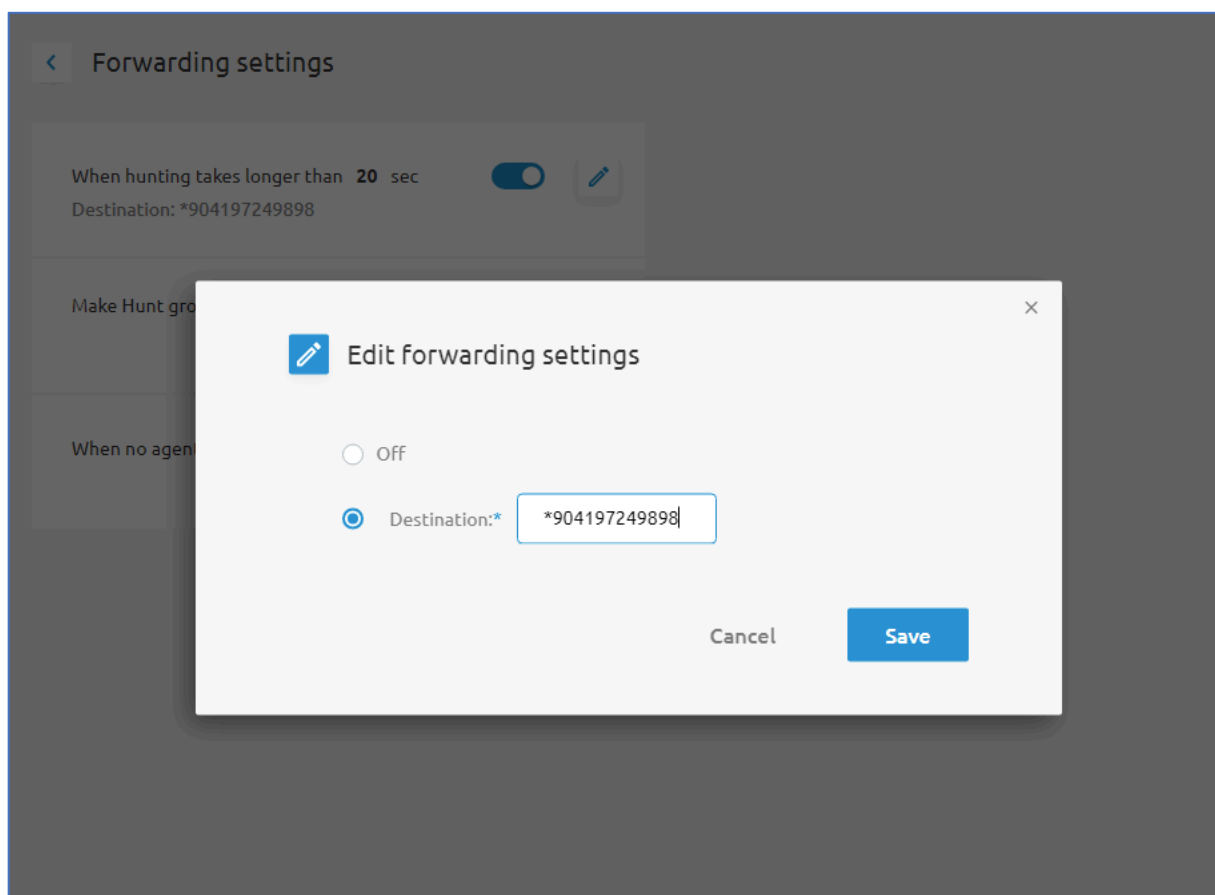 Forwarding settings
When hunting takes longer than 20 sec
Destination: *904197249898
Make Hunt gro
Edit forwarding settings
Off
When no agent
Destination:* *904197249898
Cancel Save